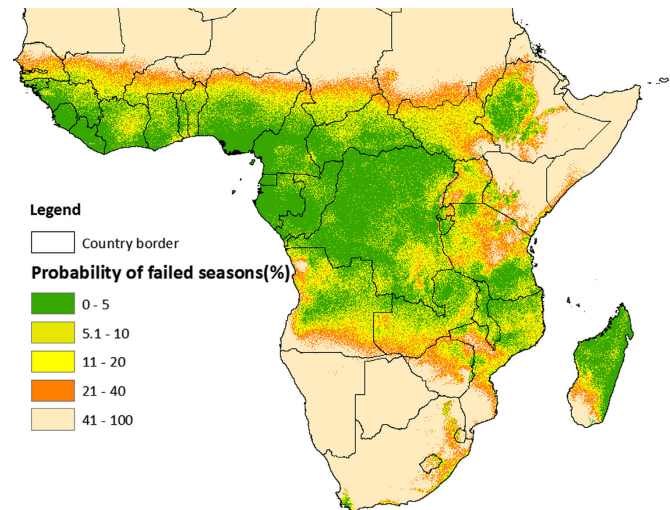 Legend
Country border
Probability of failed seasons(%)
0 - 5
5.1 - 10
11 - 20
21 - 40
41 - 100